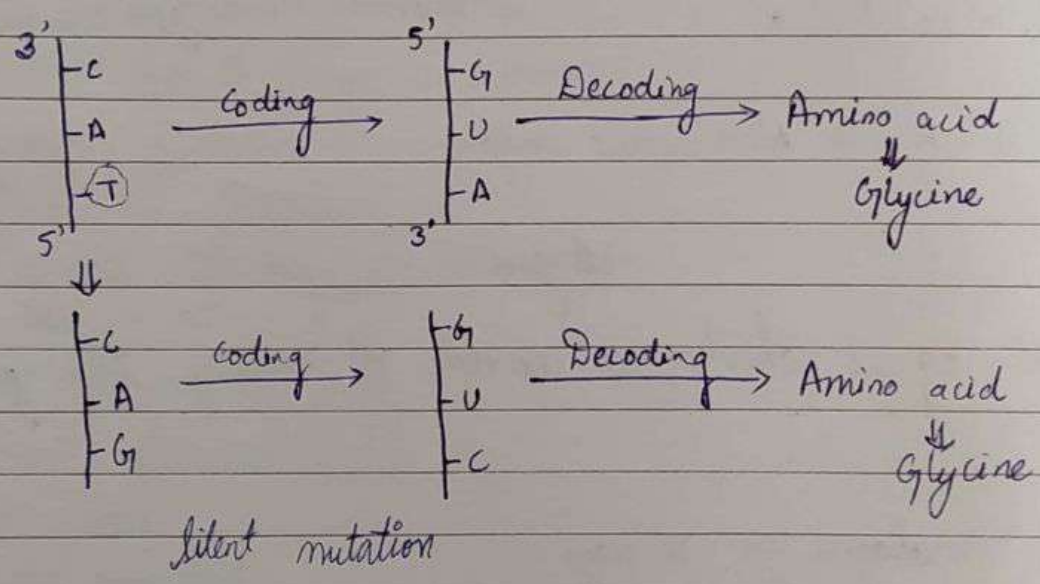 3' 5'
C G
Coding Decoding Amino acid
A U
T A Glycine
5' 3'
C G
Coding Decoding Amino acid
A U
G C Glycine
Silent mutation